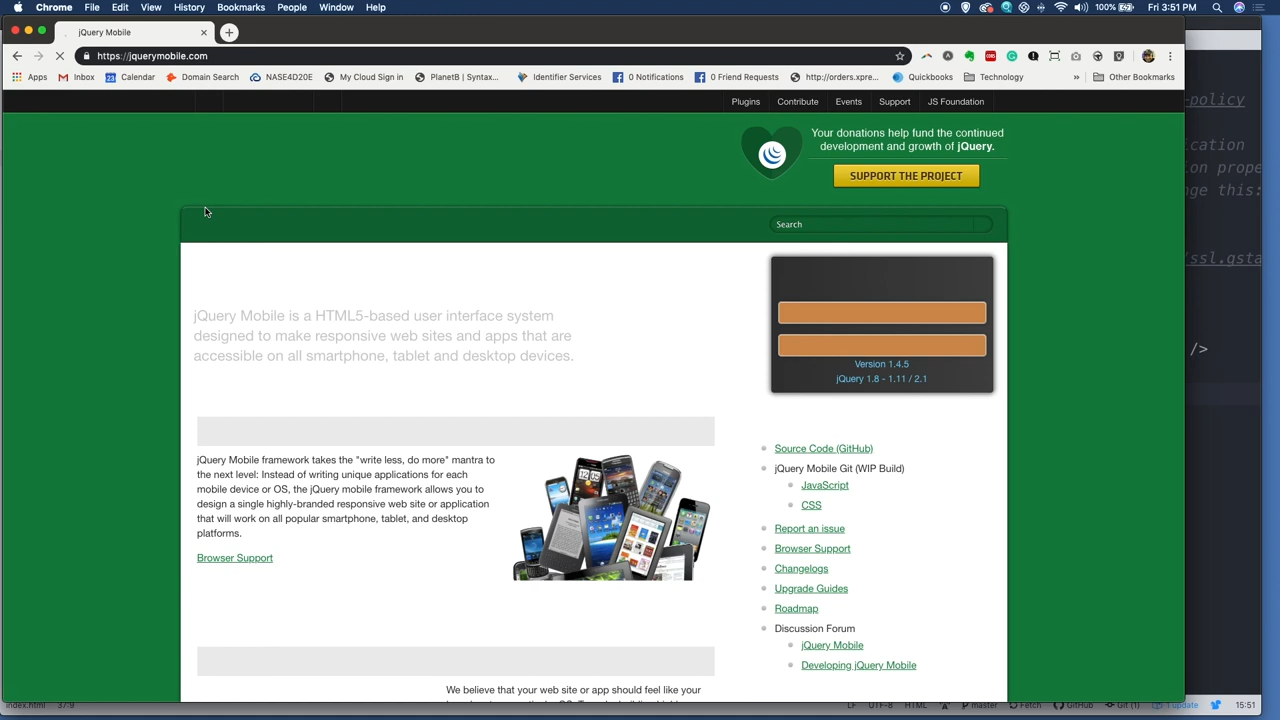 Chrome File Edit View History Bookmarks People Window Help 100% Fri 3:51 PM
jQuery Mobile
https://jquerymobile.com
Apps Inbox Calendar Domain Search NASE4D20E My Cloud Sign in PlanetB | Syntax... Identifier Services 0 Notifications 0 Friend Requests http://orders.xpre... Quickbooks Technology » Other Bookmarks
Plugins Contribute Events Support JS Foundation
Your donations help fund the continued
development and growth of jQuery.
SUPPORT THE PROJECT
Search
jQuery Mobile is a HTML5-based user interface system
designed to make responsive web sites and apps that are
accessible on all smartphone, tablet and desktop devices.
Version 1.4.5
jQuery 1.8 - 1.11 / 2.1
jQuery Mobile framework takes the "write less, do more" mantra to
the next level: Instead of writing unique applications for each
mobile device or OS, the jQuery mobile framework allows you to
design a single highly-branded responsive web site or application
that will work on all popular smartphone, tablet, and desktop
platforms.
Browser Support
We believe that your web site or app should feel like your
Source Code (GitHub)
jQuery Mobile Git (WIP Build)
JavaScript
CSS
Report an issue
Browser Support
Changelogs
Upgrade Guides
Roadmap
Discussion Forum
jQuery Mobile
Developing jQuery Mobile
-policy
ication
ion prope
nge this:
/ssl.gsta
/>
index.html 37:9 LF UTF-8 HTML master Fetch GitHub Git (1) 1 update 15:51